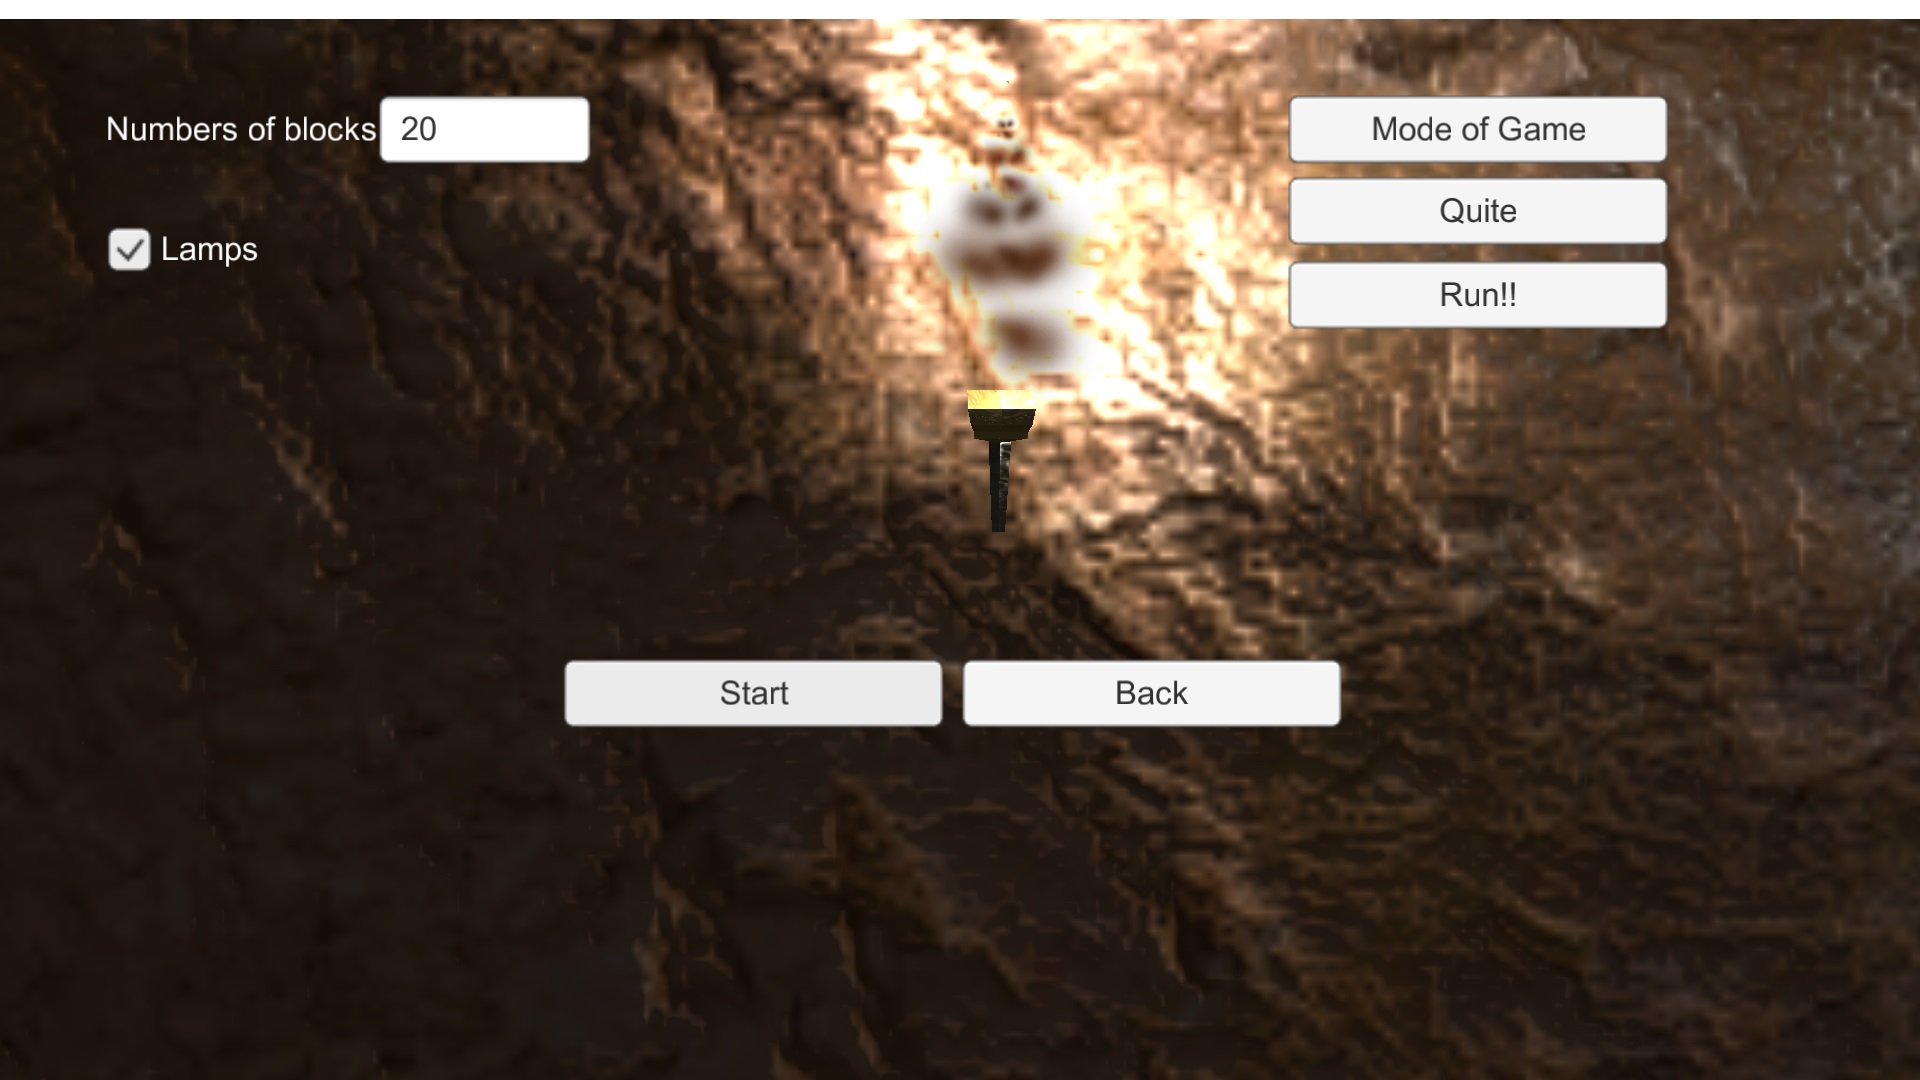 Numbers of blocks 20
Lamps
Mode of Game
Quite
Run!!
Start
Back